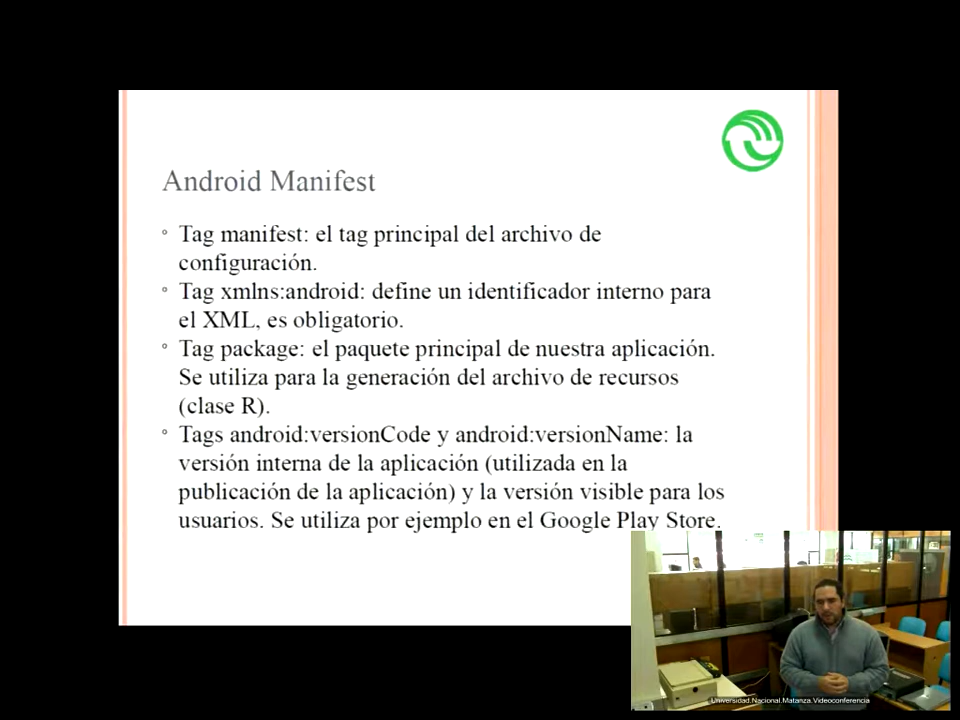 Android Manifest
Tag manifest: el tag principal del archivo de
configuración.
Tag xmlns:android: define un identificador interno para
el XML, es obligatorio.
Tag package: el paquete principal de nuestra aplicación.
Se utiliza para la generación del archivo de recursos
(clase R).
Tags android:versionCode y android:versionName: la
versión interna de la aplicación (utilizada en la
publicación de la aplicación) y la versión visible para los
usuarios. Se utiliza por ejemplo en el Google Play Store.
Universidad.Nacional.Matanza.Videoconferencia